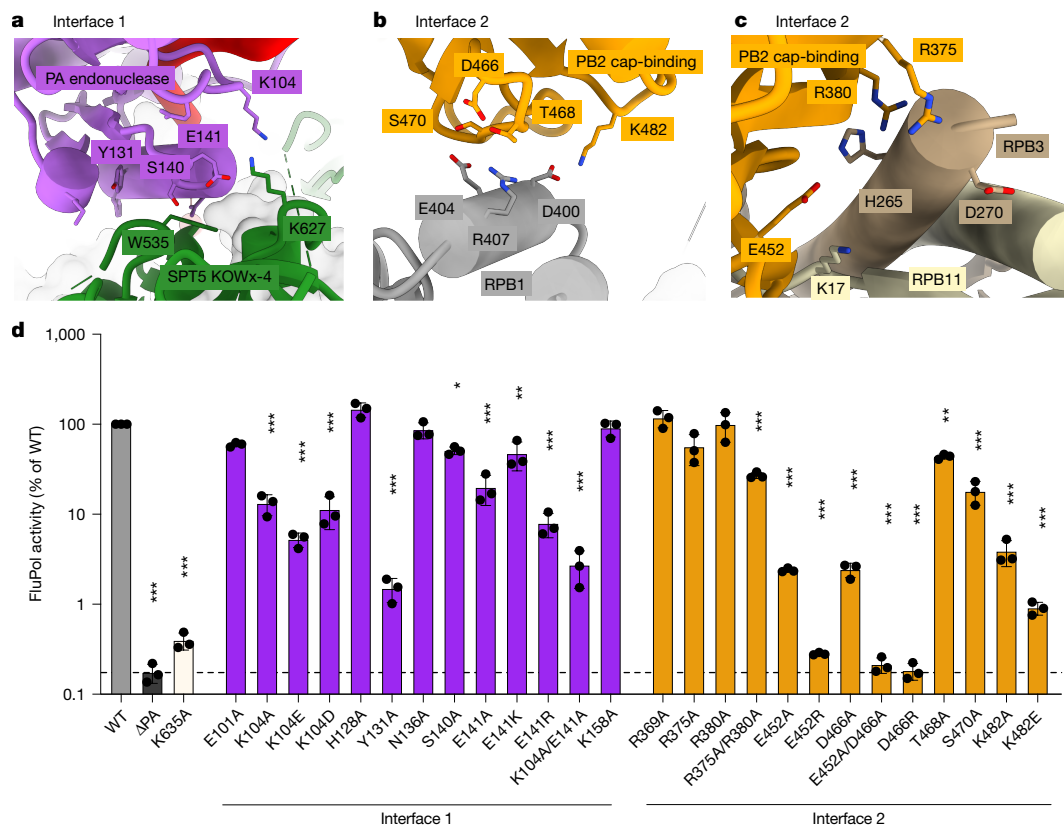 a Interface 1
PA endonuclease
K104
E141
Y131
S140
W535
K627
SPT5 KOWx-4
b Interface 2
D466
PB2 cap-binding
S470
T468
K482
E404
D400
R407
RPB1
c Interface 2
R375
PB2 cap-binding
R380
RPB3
H265
D270
E452
K17
RPB11
d
FluPol activity (% of WT)
1,000
100
10
1
0.1
***
***
***
***
***
***
*
***
**
***
***
***
***
***
***
***
***
**
***
***
***
WT
ΔPA
K635A
E101A
K104A
K104E
K104D
H128A
Y131A
N136A
S140A
E141A
E141K
E141R
K104A/E141A
K158A
R369A
R375A
R380A
R375A/R380A
E452A
E452R
D466A
E452A/D466A
D466R
T468A
S470A
K482A
K482E
Interface 1
Interface 2